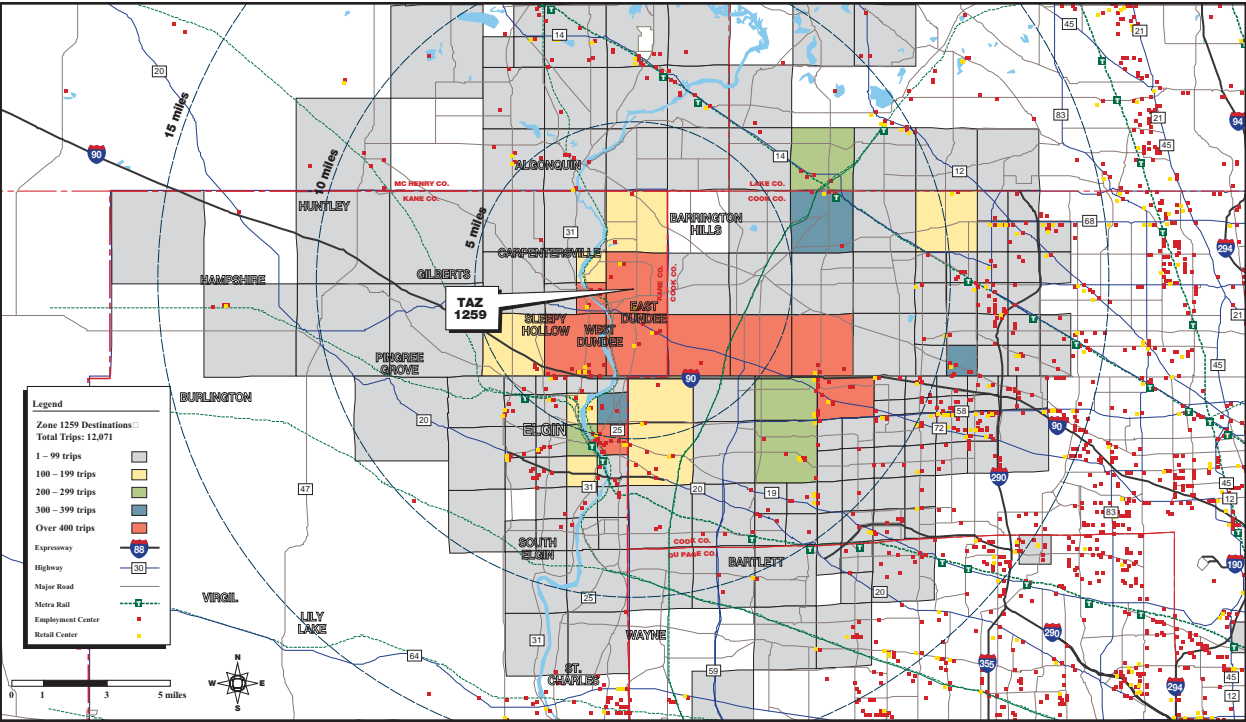 14
45
21
20
15 miles
83
94
21
90
14
45
ALGONQUIN
12
10 miles
MC HENRY CO.
LAKE CO.
KANE CO.
COOK CO.
HUNTLEY
BARRINGTON
HILLS
68
5 miles
31
294
CARPENTERSVILLE
GILBERTS
HAMPSHIRE
KANE CO.
COOK CO.
TAZ
1259
EAST
DUNDEE
21
SLEEPY
HOLLOW
WEST
DUNDEE
PINGREE
GROVE
45
90
BURLINGTON
Legend
Zone 1259 Destinations
Total Trips: 12,071
1 – 99 trips
100 – 199 trips
200 – 299 trips
300 – 399 trips
Over 400 trips
Expressway
88
Highway
30
Major Road
Metra Rail
T
Employment Center
Retail Center
20
ELGIN
25
58
72
90
290
47
31
20
19
45
12
83
SOUTH
ELGIN
COOK CO.
DU PAGE CO.
BARTLETT
190
VIRGIL
25
20
LILY
LAKE
WAYNE
290
31
64
355
59
ST.
CHARLES
294
45
12
N
W
E
S
0
1
3
5 miles